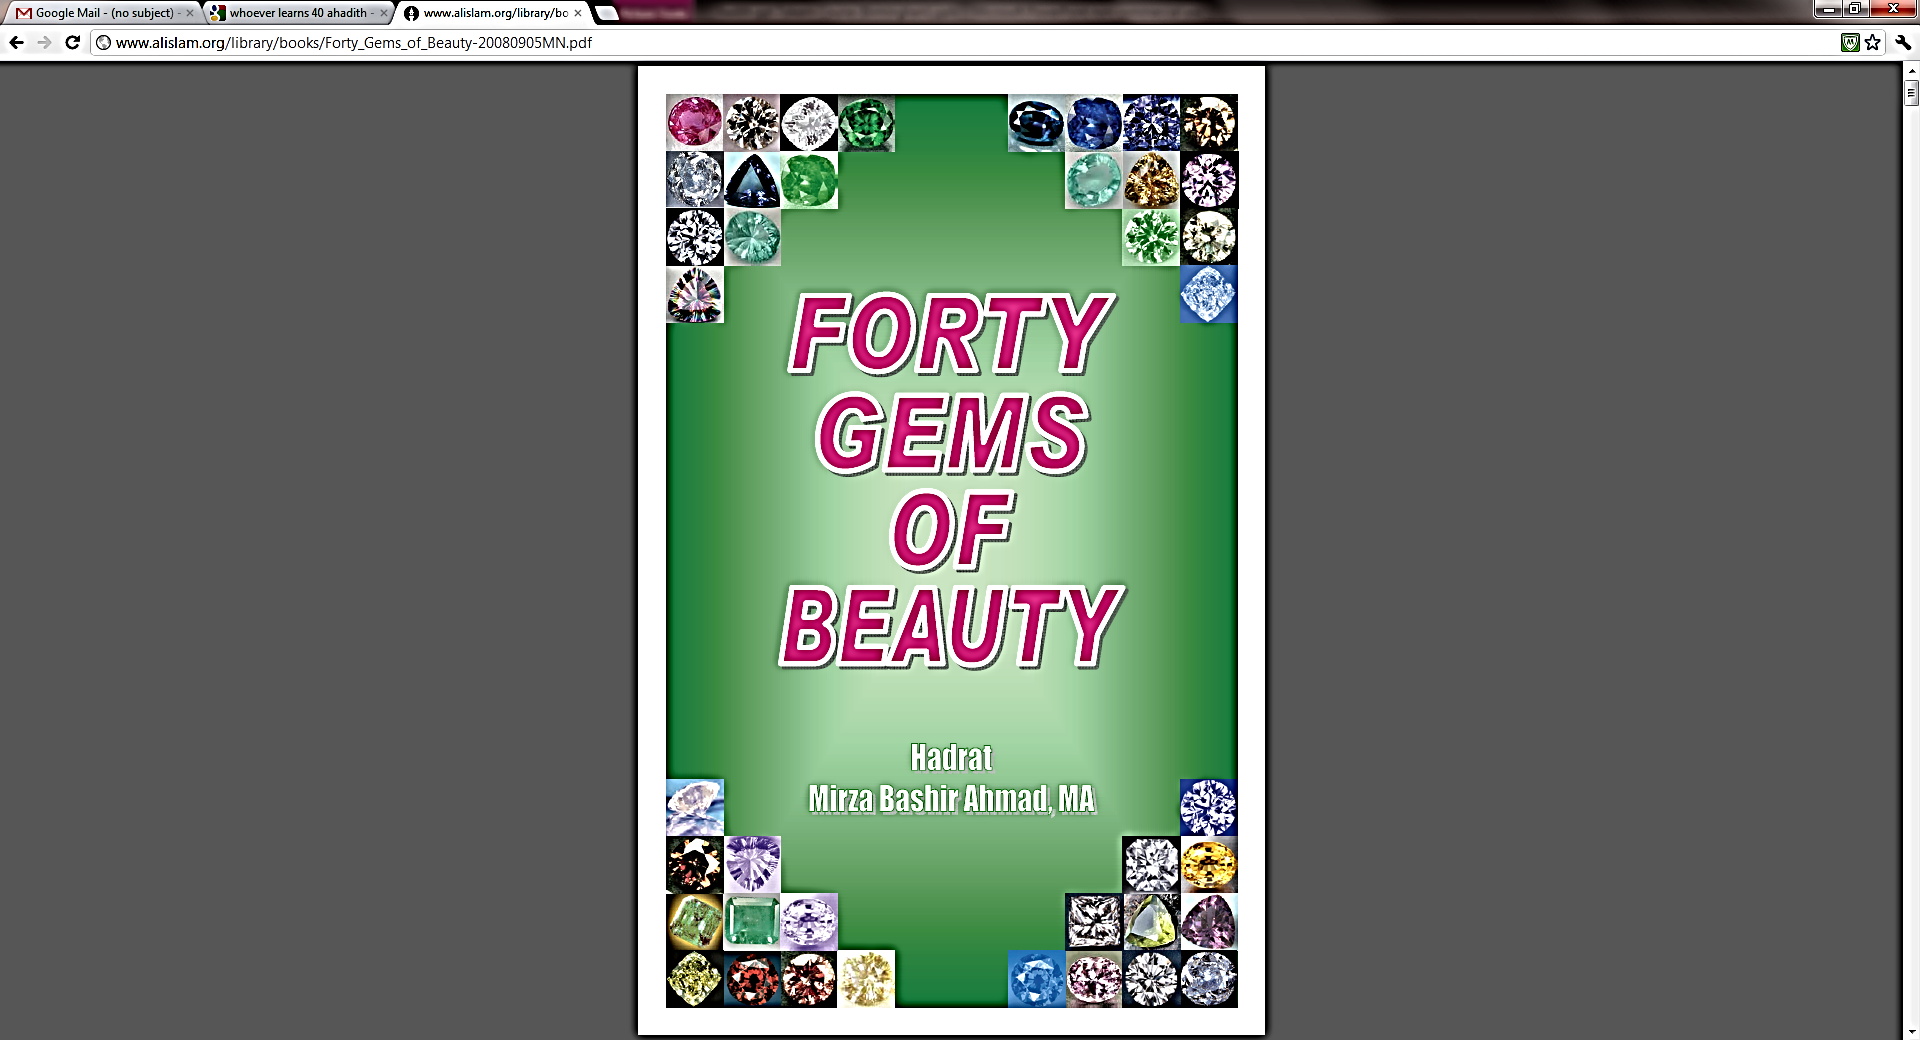 Google Mail - (no subject) -
whoever learns 40 ahadith -
www.alislam.org/library/bo
www.alislam.org/library/books/Forty_Gems_of_Beauty-20080905MN.pdf
FORTY
GEMS
OF
BEAUTY
Hadrat
Mirza Bashir Ahmad, MA